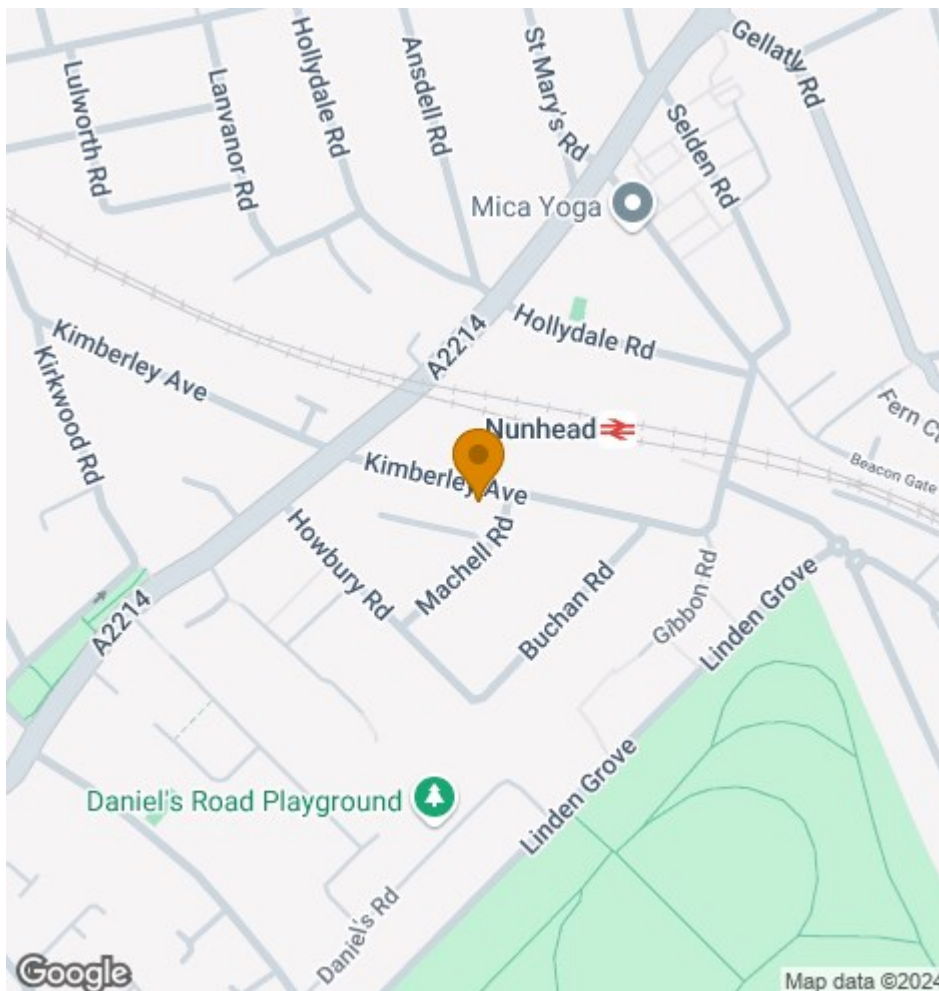 Gellatly Rd
St Mary's Rd
Ansdell Rd
Hollydale Rd
Lanvanor Rd
Lulworth Rd
Selden Rd
Mica Yoga
Hollydale Rd
A2214
Kimberley Ave
Kirkwood Rd
Nunhead
Kimberley Ave
Beacon Gate
Howbury Rd
Machell Rd
Buchan Rd
Gibbon Rd
Linden Grove
A2214
Linden Grove
Daniel's Road Playground
Daniel's Rd
Google
Map data ©2024